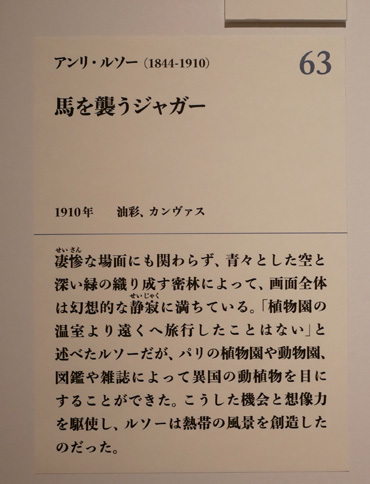 アンリ・ルソー（1844-1910）
63
馬を襲うジャガー
1910年　油彩、カンヴァス
せいさん
凄惨な場面にも関わらず、青々とした空と
深い緑の織り成す密林によって、画面全体
せいじゃく
は幻想的な静寂に満ちている。「植物園の
温室より遠くへ旅行したことはない」と
述べたルソーだが、パリの植物園や動物園、
図鑑や雑誌によって異国の動植物を目に
することができた。こうした機会と想像力
を駆使し、ルソーは熱帯の風景を創造した
のだった。